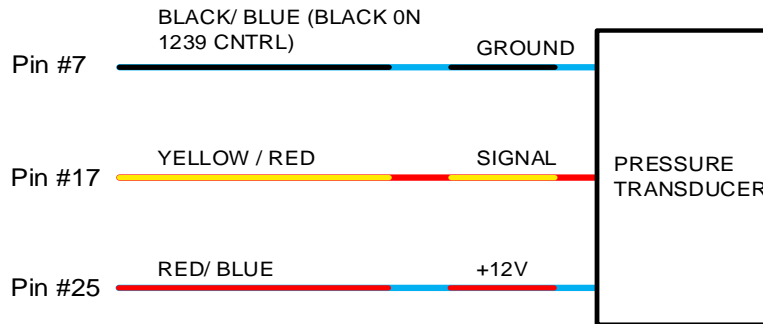 BLACK/ BLUE (BLACK 0N
1239 CNTRL)
Pin #7
GROUND
Pin #17
YELLOW / RED
SIGNAL
PRESSURE
TRANSDUCER
Pin #25
RED/ BLUE
+12V